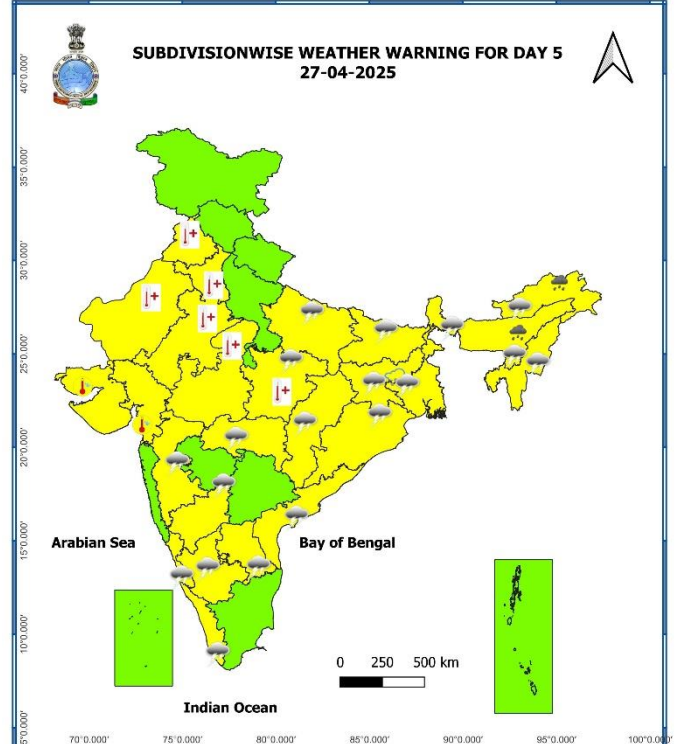 SUBDIVISIONWISE WEATHER WARNING FOR DAY 5
27-04-2025
40°0.000'
35°0.000'
30°0.000'
25°0.000'
20°0.000'
15°0.000'
10°0.000'
5°0.000'
Arabian Sea
Bay of Bengal
0 250 500 km
Indian Ocean
70°0.000' 75°0.000' 80°0.000' 85°0.000' 90°0.000' 95°0.000' 100°0.000'